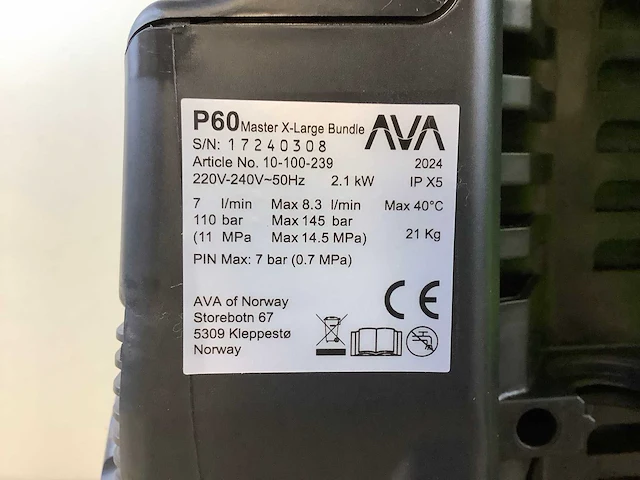 P60 Master X-Large Bundle AVA
S/N: 17240308
Article No. 10-100-239 2024
220V-240V~50Hz 2.1 kW IP X5
7 l/min Max 8.3 l/min Max 40°C
110 bar Max 145 bar
(11 MPa Max 14.5 MPa) 21 Kg
PIN Max: 7 bar (0.7 MPa)
AVA of Norway
Storebotn 67
5309 Kleppestø
Norway
CE